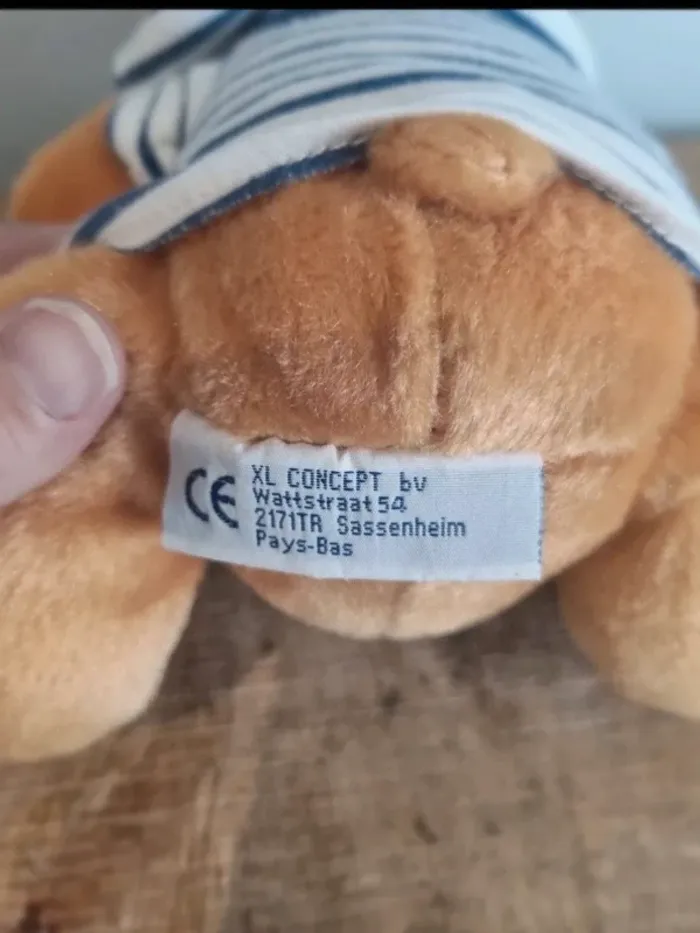 CE
XL CONCEPT bv
Wattstraat 54
2171TR Sassenheim
Pays-Bas